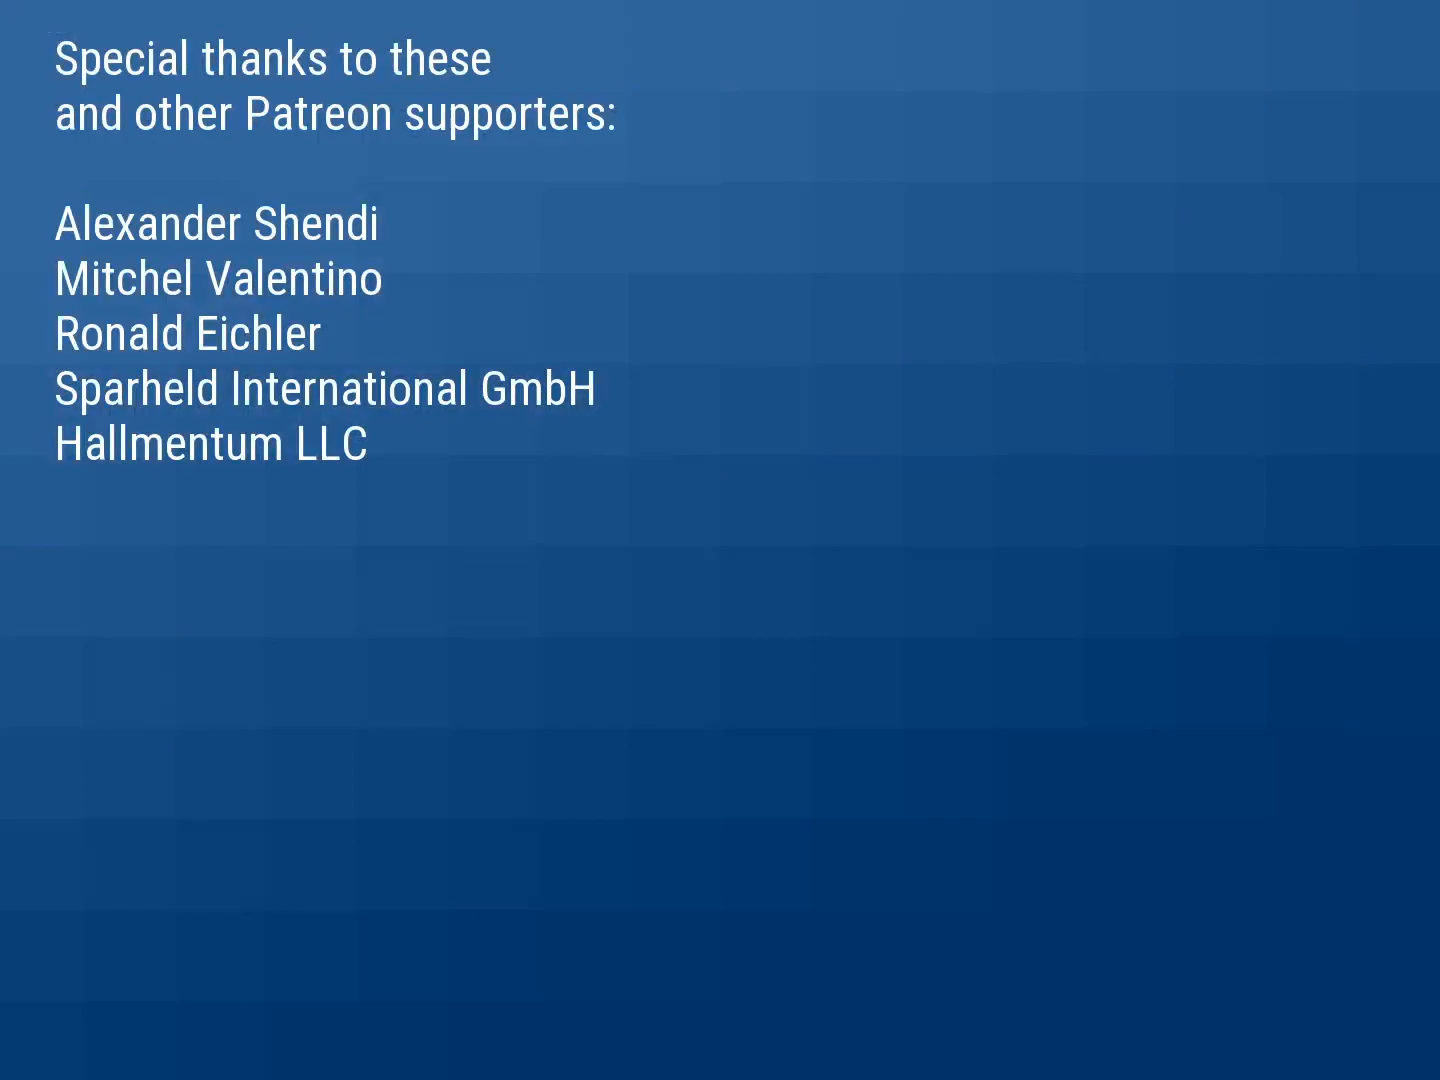 Special thanks to these
and other Patreon supporters:
Alexander Shendi
Mitchel Valentino
Ronald Eichler
Sparheld International GmbH
Hallmentum LLC